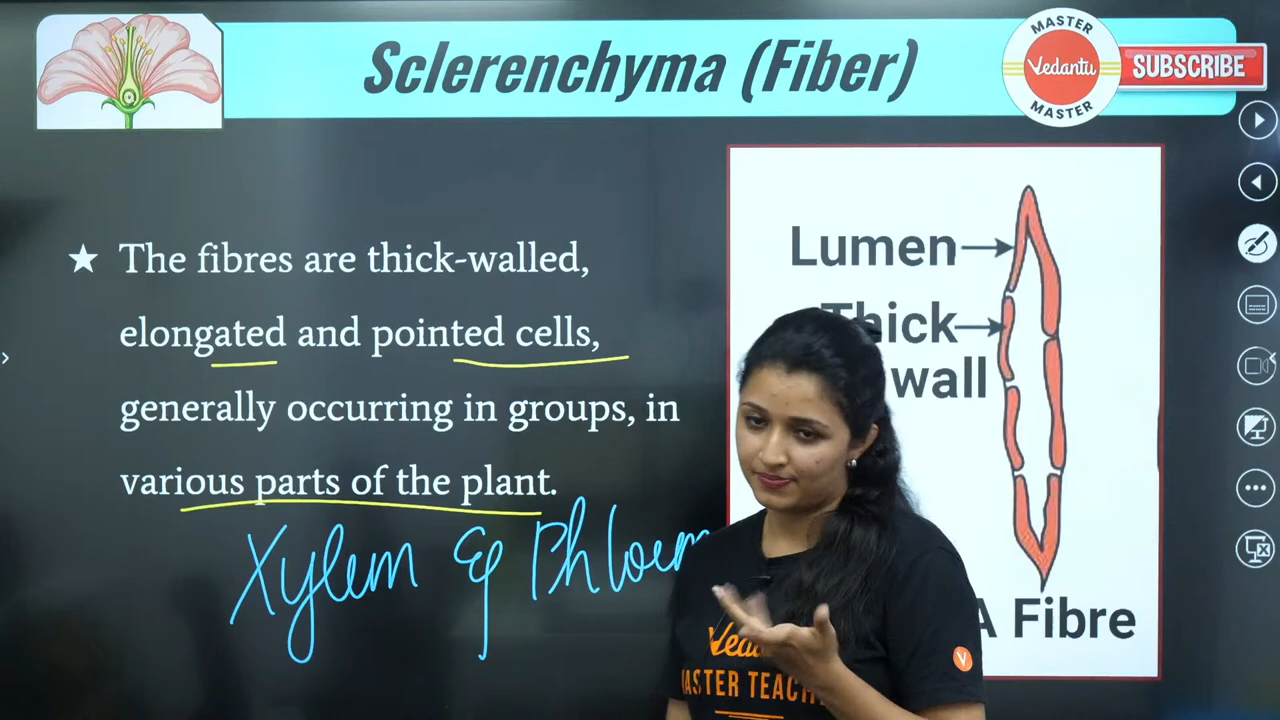 Sclerenchyma (Fiber)
MASTER
Vedantu
MASTER
SUBSCRIBE
★ The fibres are thick-walled,
elongated and pointed cells,
generally occurring in groups, in
various parts of the plant.
Xylem & Phloem
Lumen
Thick
wall
A Fibre
MASTER TEACH